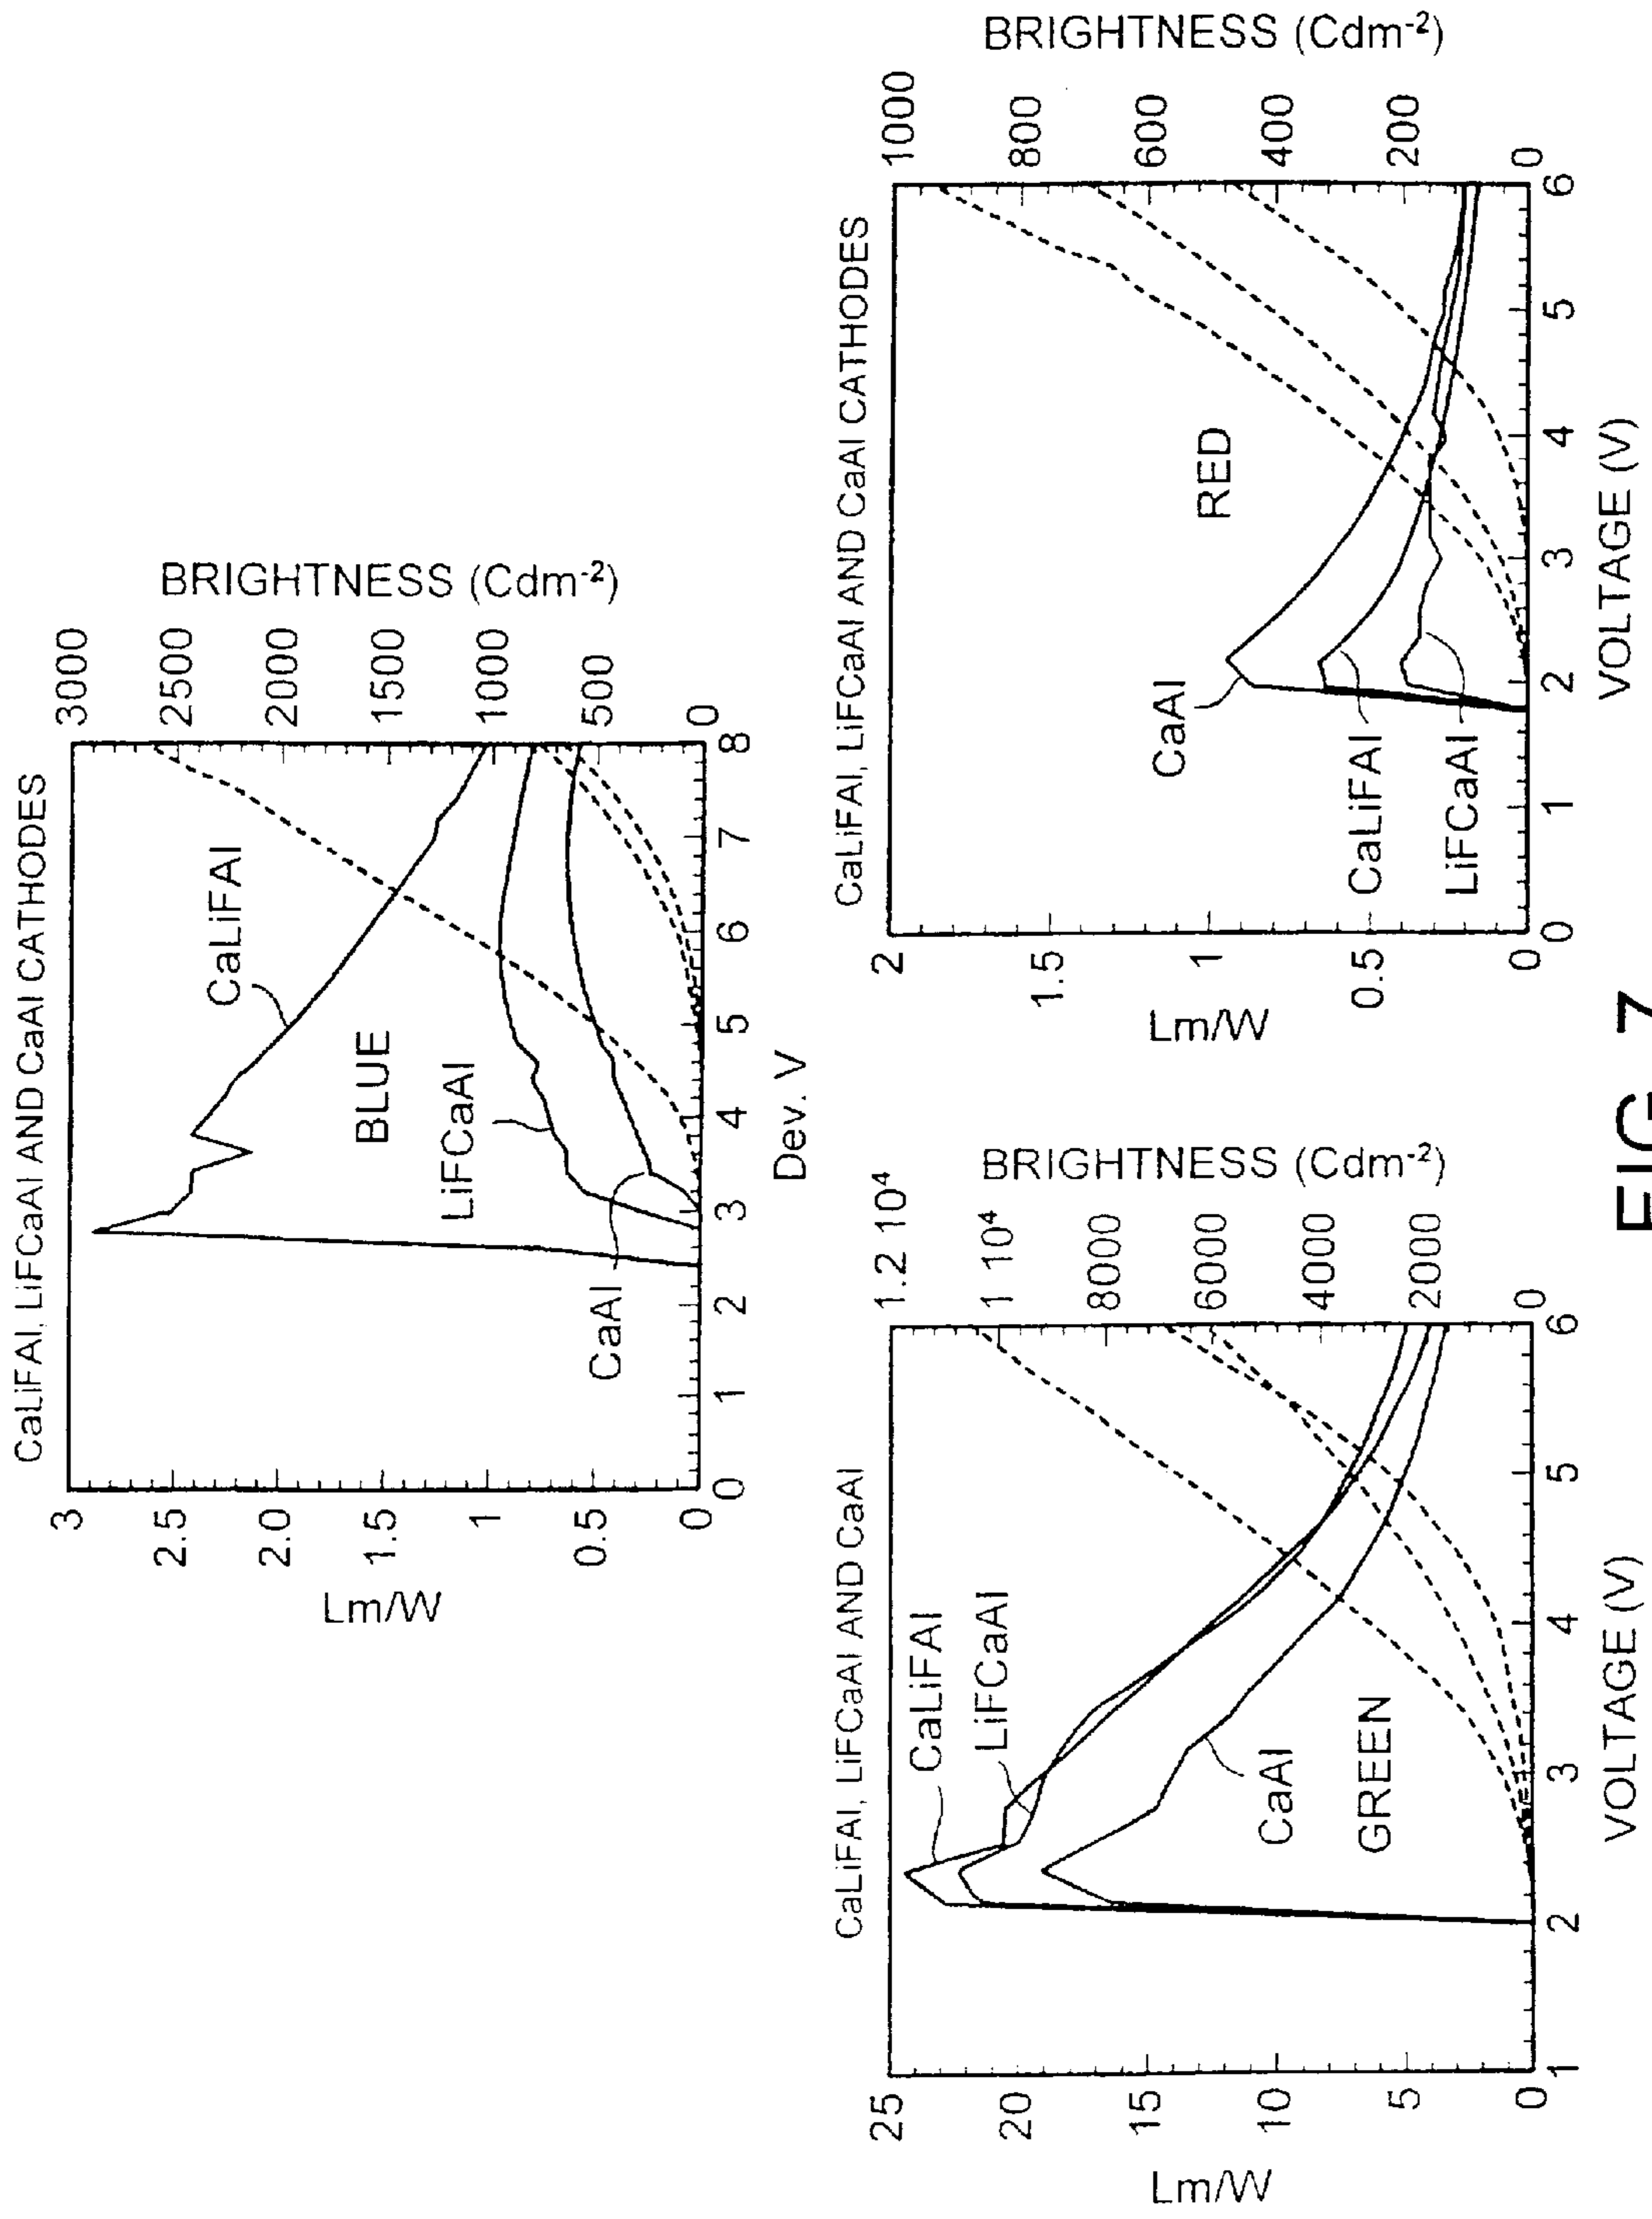 CaLiFAl, LiFCaAl AND CaAl CATHODES
3
2.5
2.0
1.5
1
0.5
0
Lm/W
3000
2500
2000
1500
1000
500
0
BRIGHTNESS (Cdm-2)
CaLiFAl
BLUE
LiFCaAl
CaAl
0 1 2 3 4 5 6 7 8
Dev. V
CaLiFAl, LiFCaAl AND CaAl
25
20
15
10
5
0
Lm/W
1.2 10⁴
1 10⁴
8000
6000
4000
2000
0
BRIGHTNESS (Cdm-2)
CaLiFAl
LiFCaAl
CaAl
GREEN
1 2 3 4 5 6
VOLTAGE (V)
CaLiFAl, LiFCaAl AND CaAl CATHODES
2
1.5
1
0.5
0
Lm/W
1000
800
600
400
200
0
BRIGHTNESS (Cdm-2)
RED
CaAl
CaLiFAl
LiFCaAl
0 1 2 3 4 5 6
VOLTAGE (V)
FIG. 7